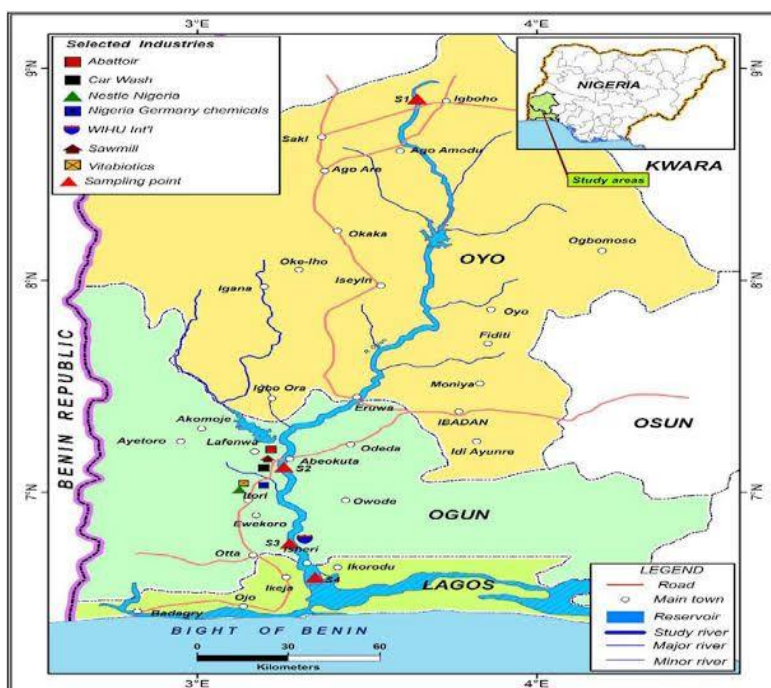 3°E
4°E
Selected Industries
Abattoir
Car Wash
Nestle Nigeria
Nigeria Germany chemicals
WIHU Int'l
Sawmill
Vitabiotics
Sampling point
NIGERIA
Study areas
9°N
9°N
S1
Igboho
Saki
KWARA
Ago Amodu
Ago Are
Okaka
Ogbomoso
OYO
Oke-Iho
8°N
Iseyin
8°N
Igana
Oyo
Fiditi
BENIN REPUBLIC
Moniya
Igbo Ora
Eruwa
IBADAN
OSUN
Akomoje
Ayetoro
Lafenwa
Odeda
Idi Ayunre
Abeokuta
S2
7°N
7°N
Itori
Owode
Ewekoro
OGUN
S3
Isheri
Otta
Ikorodu
Ikeja
S4
LAGOS
Ojo
Badagry
BIGHT OF BENIN
0 30 60
Kilometers
LEGEND
Road
Main town
Reservoir
Study river
Major river
Minor river
3°E
4°E